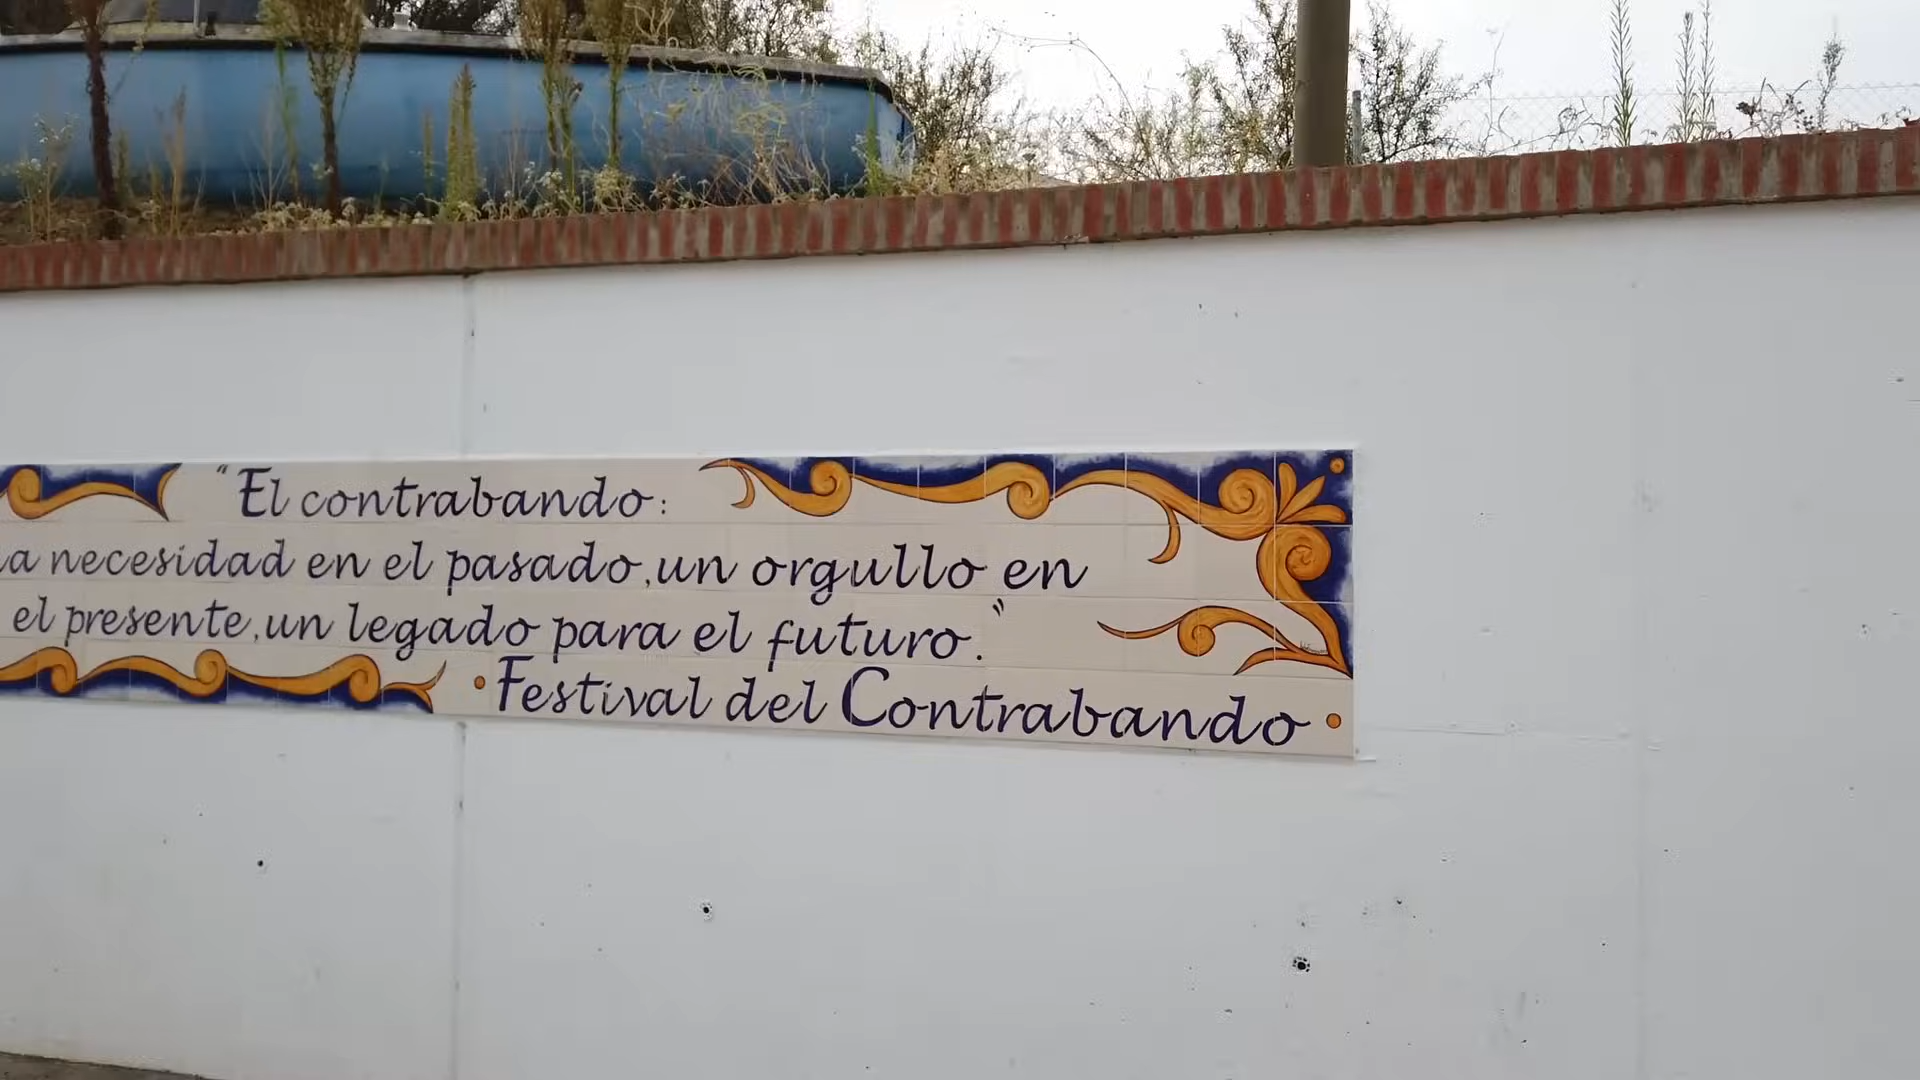 "El contrabando:
necesidad en el pasado, un orgullo en
el presente, un legado para el futuro."
· Festival del Contrabando ·